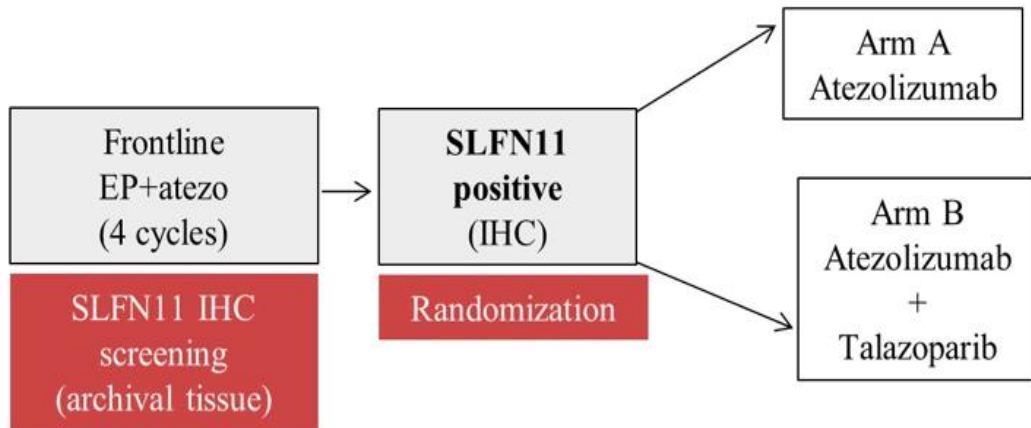 Frontline
EP+atezo
(4 cycles)
SLFN11 IHC
screening
(archival tissue)
SLFN11
positive
(IHC)
Randomization
Arm A
Atezolizumab
Arm B
Atezolizumab
+
Talazoparib